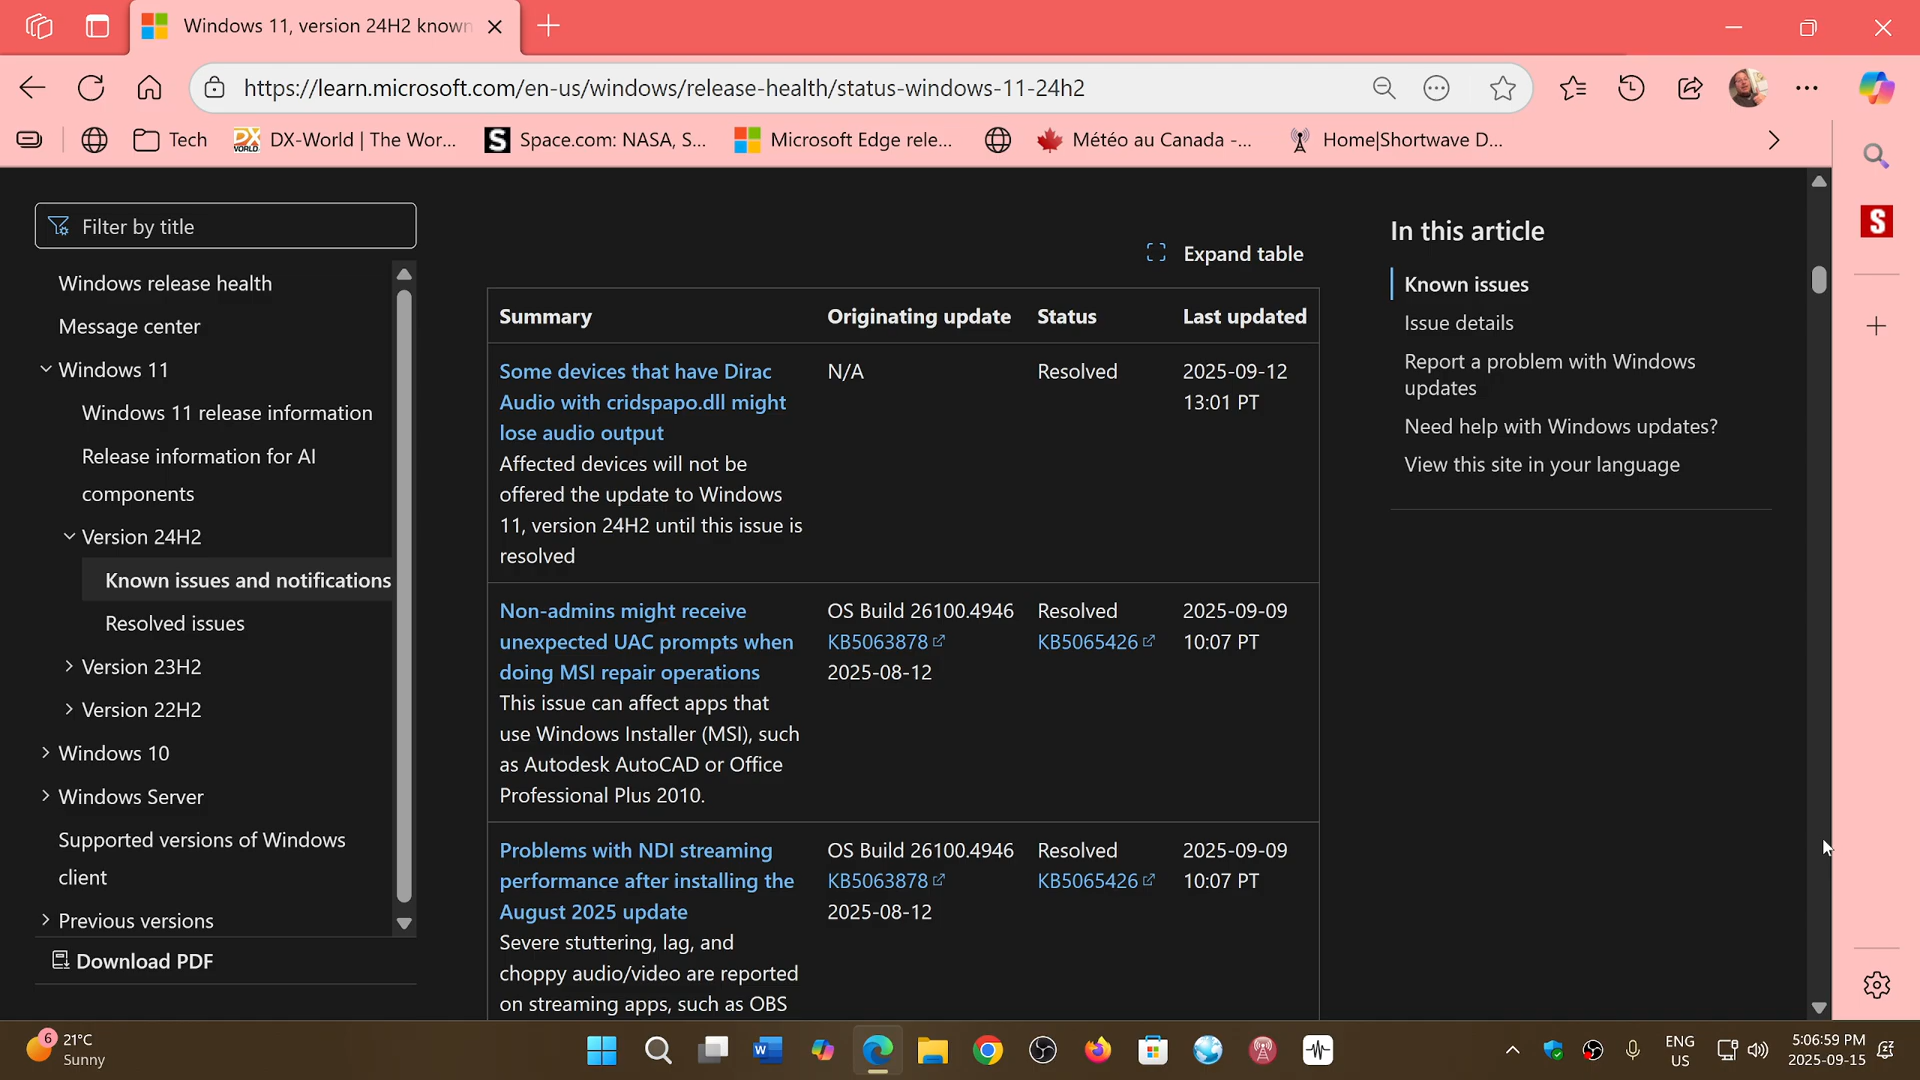 Windows 11, version 24H2 known
https://learn.microsoft.com/en-us/windows/release-health/status-windows-11-24h2
Tech
DX WORLD
DX-World | The Wor...
S
Space.com: NASA, S...
Microsoft Edge rele...
Météo au Canada -...
Home|Shortwave D...
S
Filter by title
Windows release health
Message center
Windows 11
Windows 11 release information
Release information for AI
components
Version 24H2
Known issues and notifications
Resolved issues
Version 23H2
Version 22H2
Windows 10
Windows Server
Supported versions of Windows
client
Previous versions
Download PDF
Expand table
Summary Originating update Status Last updated
Some devices that have Dirac N/A Resolved 2025-09-12
Audio with cridspapo.dll might 13:01 PT
lose audio output
Affected devices will not be
offered the update to Windows
11, version 24H2 until this issue is
resolved
Non-admins might receive OS Build 26100.4946 Resolved 2025-09-09
unexpected UAC prompts when KB5063878 KB5065426 10:07 PT
doing MSI repair operations 2025-08-12
This issue can affect apps that
use Windows Installer (MSI), such
as Autodesk AutoCAD or Office
Professional Plus 2010.
Problems with NDI streaming OS Build 26100.4946 Resolved 2025-09-09
performance after installing the KB5063878 KB5065426 10:07 PT
August 2025 update 2025-08-12
Severe stuttering, lag, and
choppy audio/video are reported
on streaming apps, such as OBS
In this article
Known issues
Issue details
Report a problem with Windows
updates
Need help with Windows updates?
View this site in your language
6
21°C
Sunny
W
ENG
US
5:06:59 PM
2025-09-15